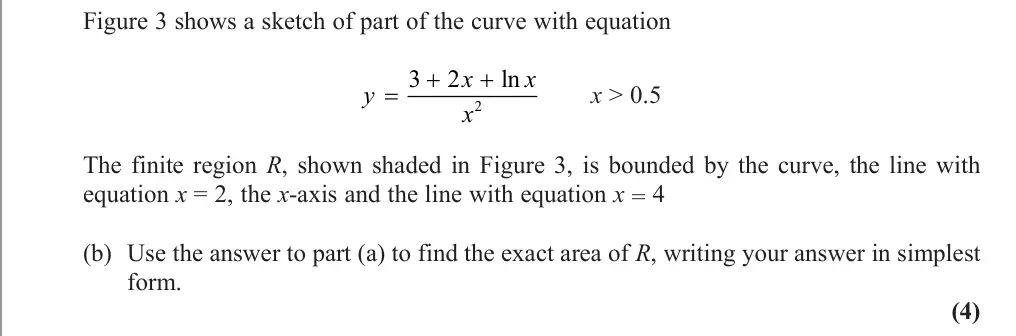 Figure 3 shows a sketch of part of the curve with equation
y = \frac{3 + 2x + \ln x}{x^2} x > 0.5
The finite region R, shown shaded in Figure 3, is bounded by the curve, the line with
equation x = 2, the x-axis and the line with equation x = 4
(b) Use the answer to part (a) to find the exact area of R, writing your answer in simplest
form.
(4)